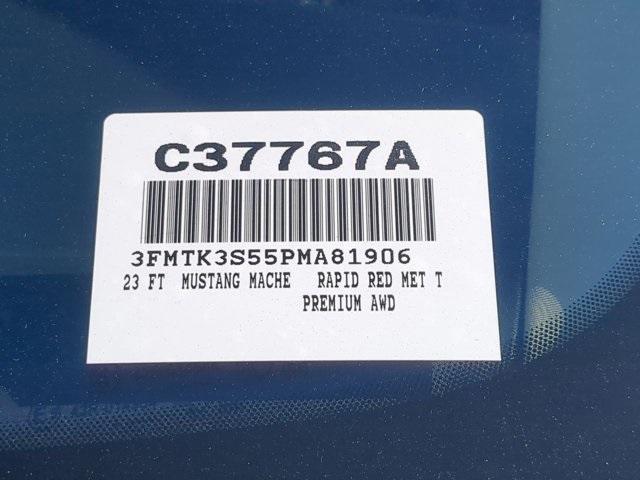 C37767A
3FMTK3S55PMA81906
23 FT MUSTANG MACHE RAPID RED MET T
PREMIUM AWD